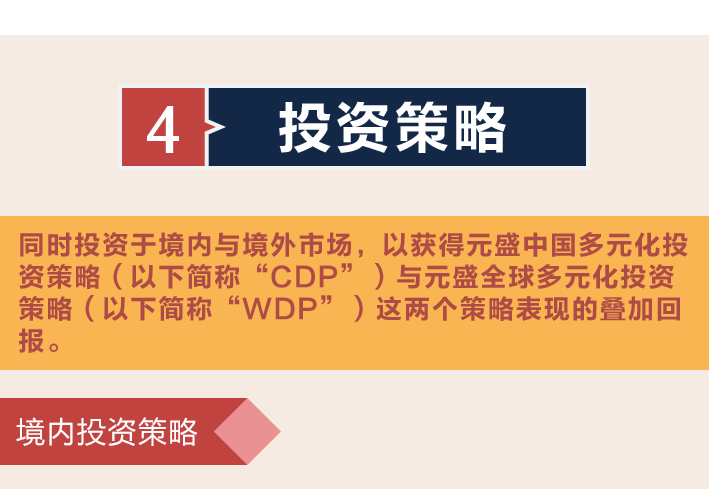 4 投资策略
同时投资于境内与境外市场，以获得元盛中国多元化投
资策略（以下简称“CDP”）与元盛全球多元化投资
策略（以下简称“WDP”）这两个策略表现的叠加回
报。
境内投资策略